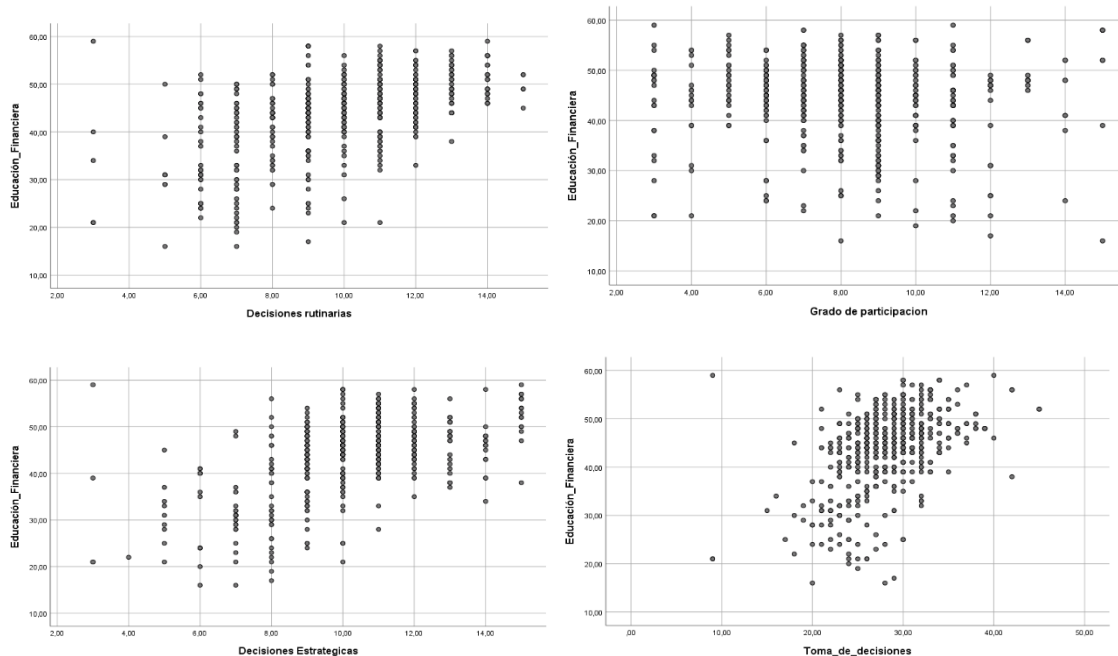 60,00
50,00
40,00
30,00
20,00
10,00
Educación_Financiera
2,00 4,00 6,00 8,00 10,00 12,00 14,00
Decisiones rutinarias
60,00
50,00
40,00
30,00
20,00
10,00
Educación_Financiera
2,00 4,00 6,00 8,00 10,00 12,00 14,00
Grado de participacion
60,00
50,00
40,00
30,00
20,00
10,00
Educación_Financiera
2,00 4,00 6,00 8,00 10,00 12,00 14,00
Decisiones Estrategicas
60,00
50,00
40,00
30,00
20,00
10,00
Educación_Financiera
,00 10,00 20,00 30,00 40,00 50,00
Toma_de_decisiones